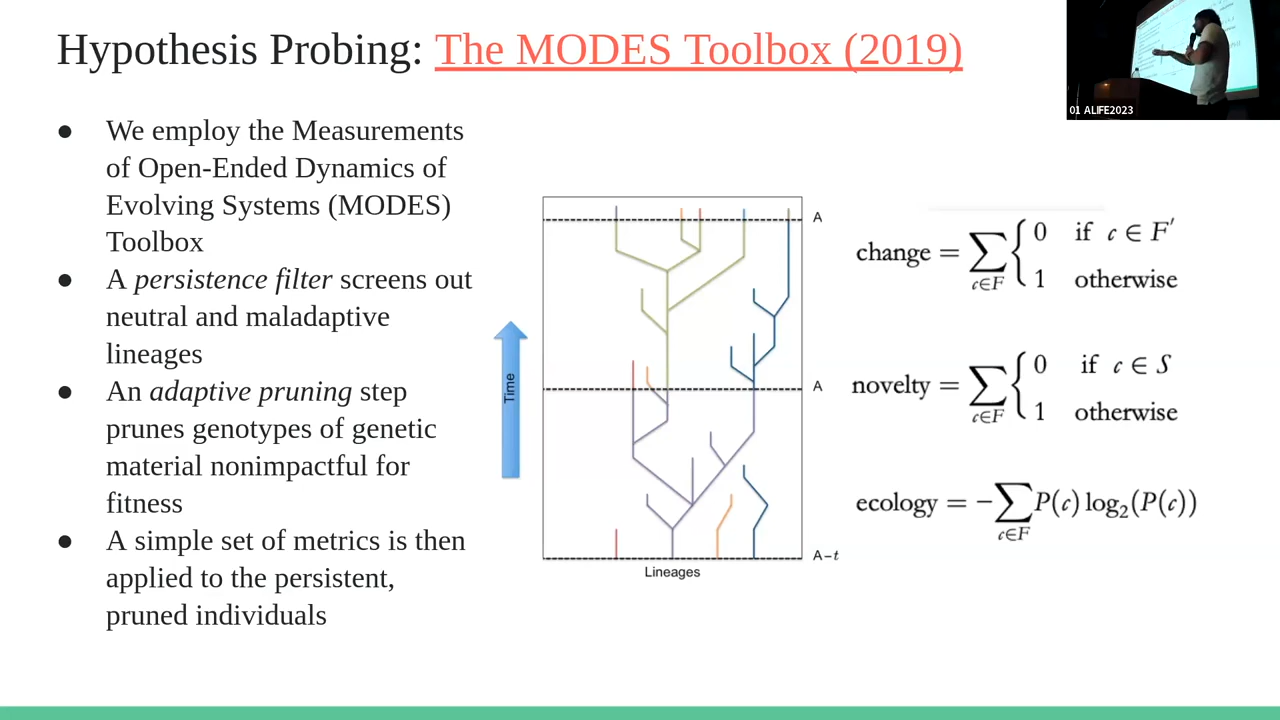 Hypothesis Probing: The MODES Toolbox (2019)
● We employ the Measurements
of Open-Ended Dynamics of
Evolving Systems (MODES)
Toolbox
● A persistence filter screens out
neutral and maladaptive
lineages
● An adaptive pruning step
prunes genotypes of genetic
material nonimpactful for
fitness
● A simple set of metrics is then
applied to the persistent,
pruned individuals
Time
A
A
A−t
Lineages
change = ∑c∈F { 0 if c ∈ F′
1 otherwise
novelty = ∑c∈F { 0 if c ∈ S
1 otherwise
ecology = −∑c∈F P(c) log₂(P(c))
01 ALIFE2023